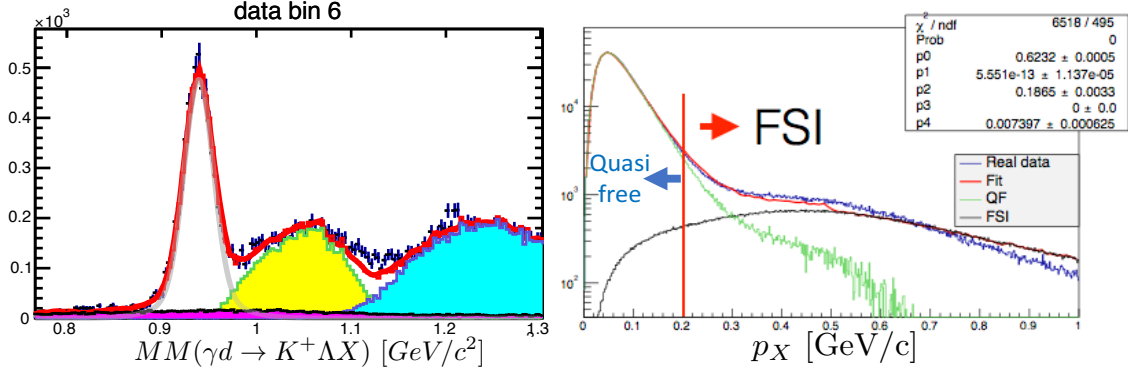 data bin 6
×10³
0.5
0.4
0.3
0.2
0.1
0
0.8
0.9
1
1.1
1.2
1.3
MM(γd → K⁺ΛX) [GeV/c²]
χ² / ndf 6518 / 495
Prob 0
p0 0.6232 ± 0.0005
p1 5.551e-13 ± 1.137e-05
p2 0.1865 ± 0.0033
p3 0 ± 0.0
p4 0.007397 ± 0.000625
10⁴
10³
10²
FSI
Quasi
free
Real data
Fit
QF
FSI
0
0.1
0.2
0.3
0.4
0.5
0.6
0.7
0.8
0.9
1
p_X [GeV/c]